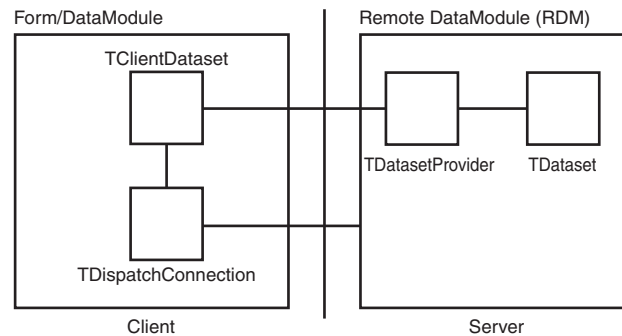 Form/DataModule
Remote DataModule (RDM)
TClientDataset
TDatasetProvider
TDataset
TDispatchConnection
Client
Server